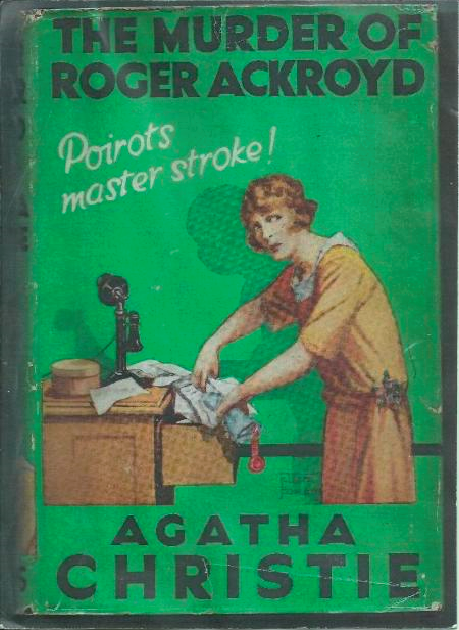 THE MURDER OF
ROGER ACKROYD
Poirots
master stroke!
AGATHA
CHRISTIE